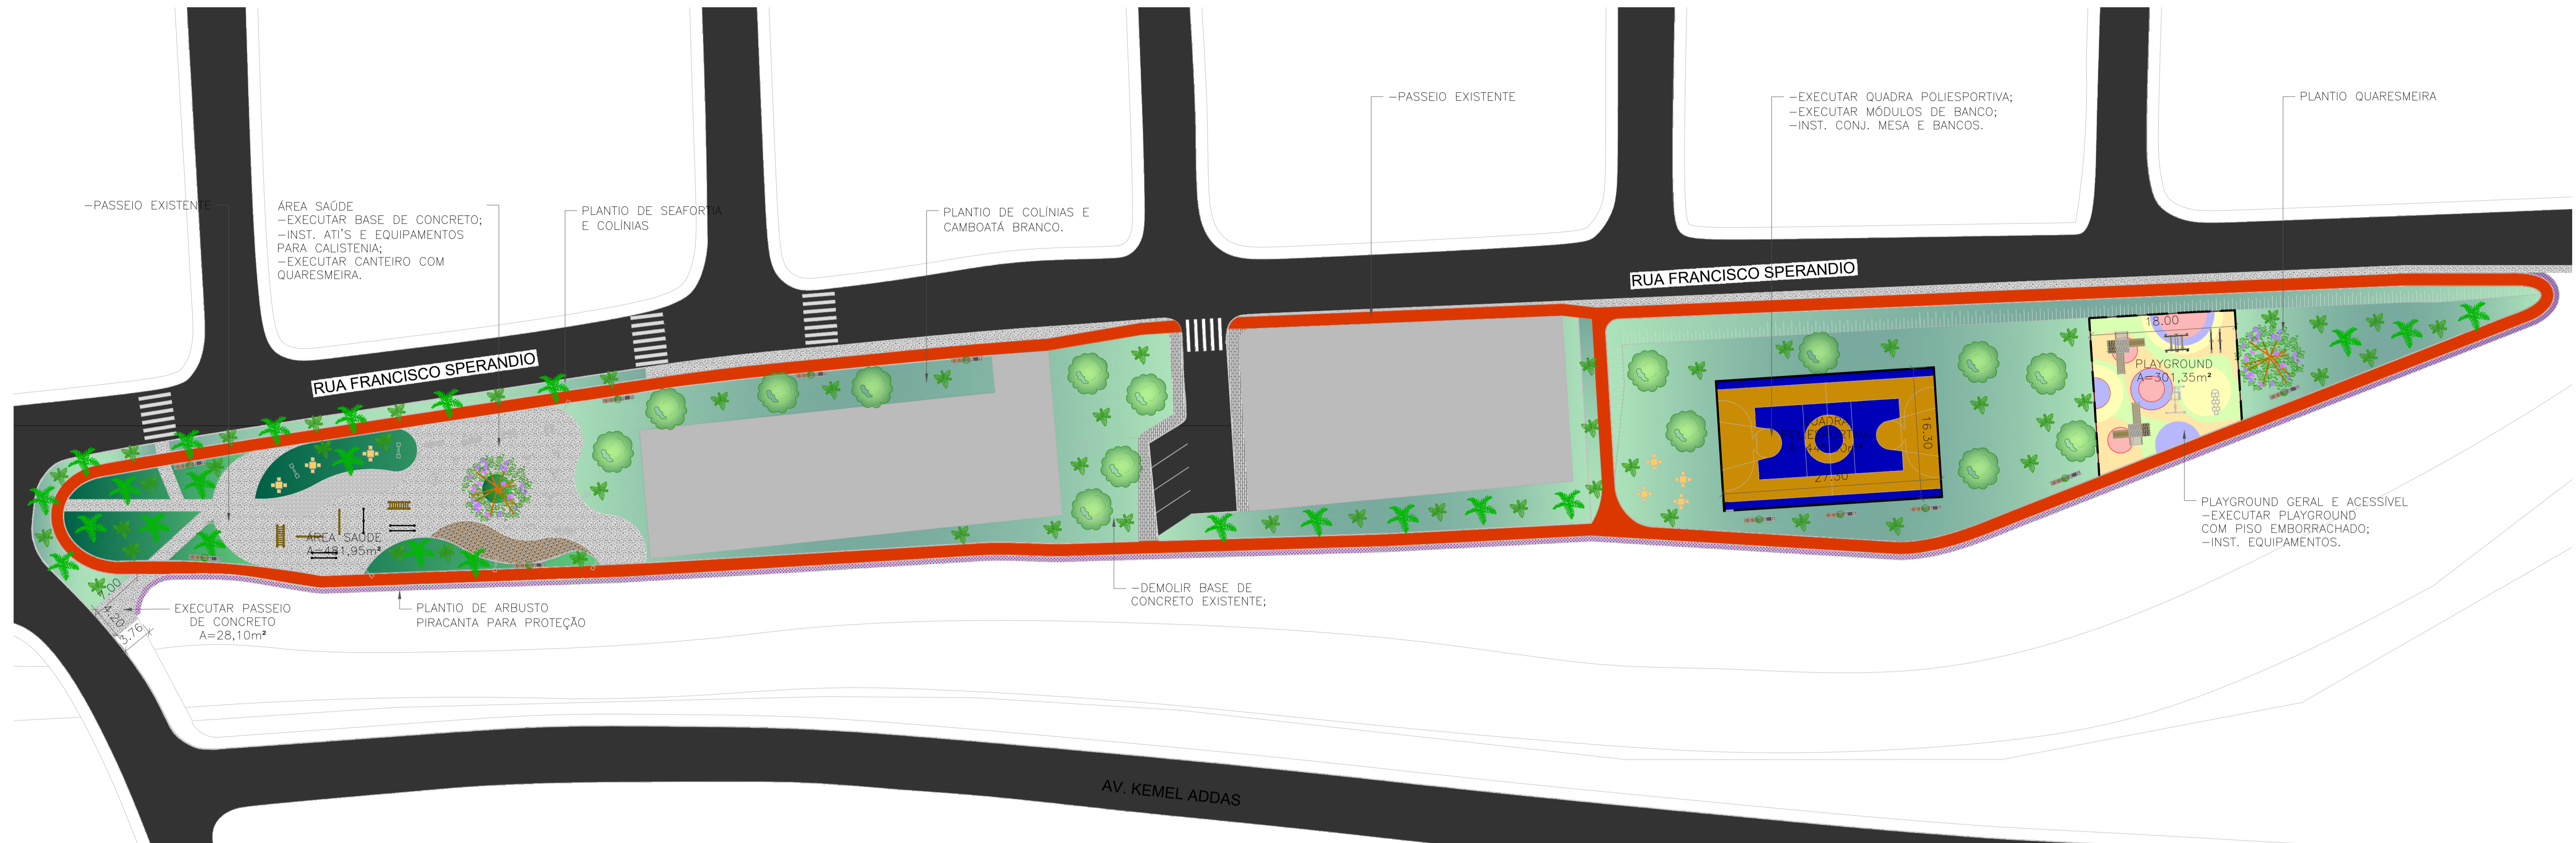 -PASSEIO EXISTENTE
ÁREA SAÚDE
-EXECUTAR BASE DE CONCRETO;
-INST. ATI'S E EQUIPAMENTOS
PARA CALISTENIA;
-EXECUTAR CANTEIRO COM
QUARESMEIRA.
PLANTIO DE SEAFORTIA
E COLÍNIAS
PLANTIO DE COLÍNIAS E
CAMBOATÁ BRANCO.
-PASSEIO EXISTENTE
-EXECUTAR QUADRA POLIESPORTIVA;
-EXECUTAR MÓDULOS DE BANCO;
-INST. CONJ. MESA E BANCOS.
PLANTIO QUARESMEIRA
RUA FRANCISCO SPERANDIO
RUA FRANCISCO SPERANDIO
18.00
PLAYGROUND
A=301,35m²
16.30
27.30
ÁREA SAÚDE
A=481,95m²
4.20
3.76
EXECUTAR PASSEIO
DE CONCRETO
A=28,10m²
PLANTIO DE ARBUSTO
PIRACANTA PARA PROTEÇÃO
-DEMOLIR BASE DE
CONCRETO EXISTENTE;
PLAYGROUND GERAL E ACESSÍVEL
-EXECUTAR PLAYGROUND
COM PISO EMBORRACHADO;
-INST. EQUIPAMENTOS.
AV. KEMEL ADDAS